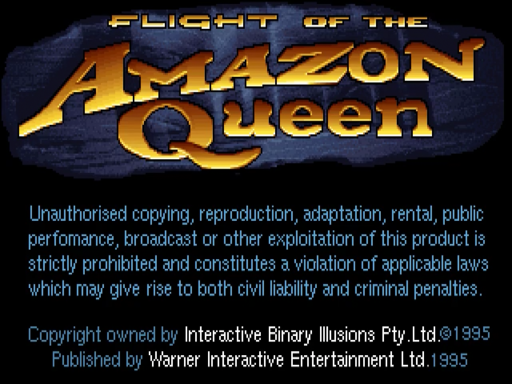 FLIGHT OF THE
AMAZON
QUEEN
Unauthorised copying, reproduction, adaptation, rental, public
perfomance, broadcast or other exploitation of this product is
strictly prohibited and constitutes a violation of applicable laws
which may give rise to both civil liability and criminal penalties.
Copyright owned by Interactive Binary Illusions Pty.Ltd.©1995
Published by Warner Interactive Entertainment Ltd.1995